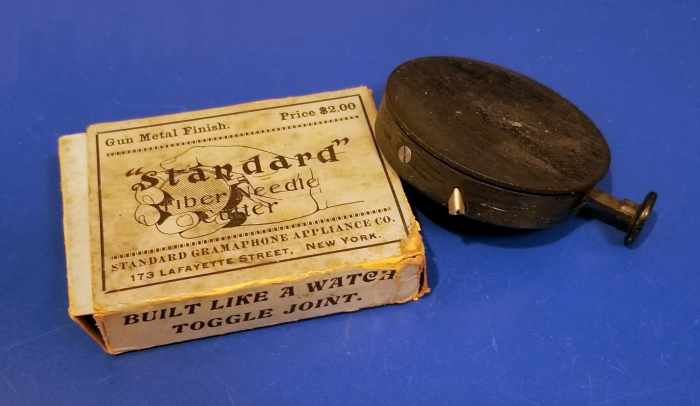 Gun Metal Finish.
Price $2.00
"Standard"
Fiber Needle
Cutter
STANDARD GRAMAPHONE APPLIANCE CO.
173 LAFAYETTE STREET, NEW YORK.
BUILT LIKE A WATCH
TOGGLE JOINT.